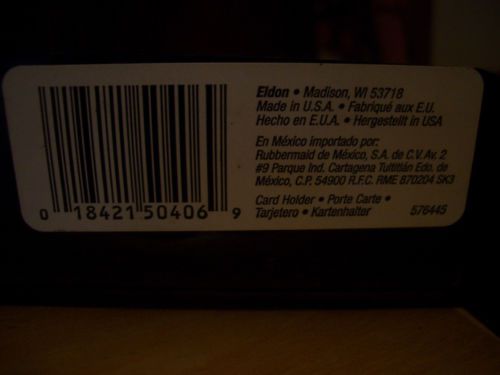 Eldon • Madison, WI 53718
Made in U.S.A. • Fabriqué aux E.U.
Hecho en E.U.A. • Hergestellt in USA
En México importado por:
Rubbermaid de México, S.A. de C.V. Av. 2
#9 Parque Ind. Cartagena Tultitlán Edo. de
México, C.P. 54900 R.F.C. RME 870204 SK3
Card Holder • Porte Carte •
Tarjetero • Kartenhalter 576445
0 18421 50406 9